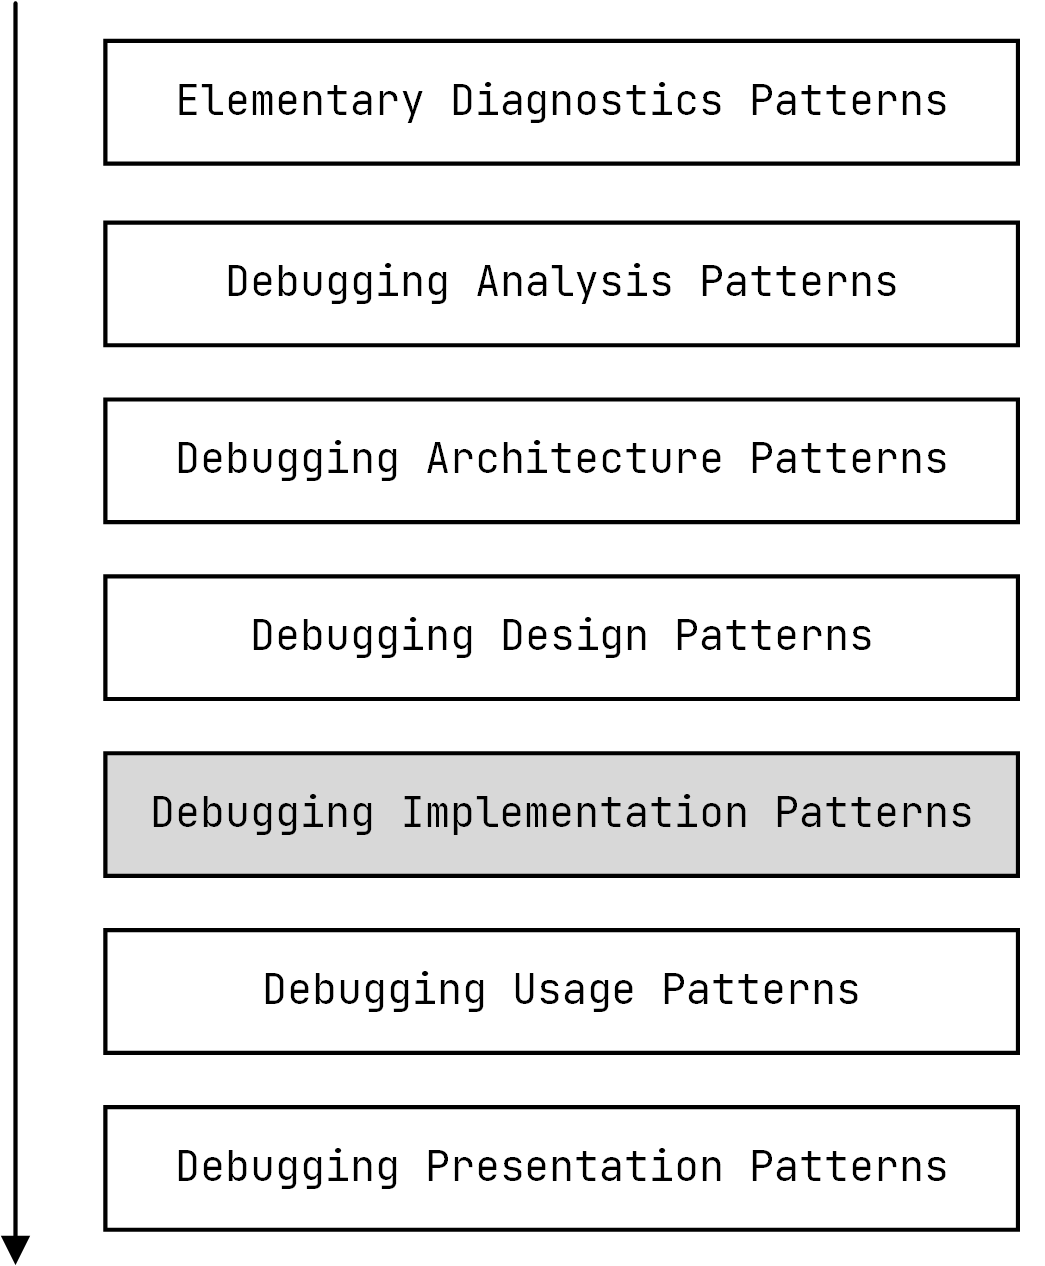 Elementary Diagnostics Patterns
Debugging Analysis Patterns
Debugging Architecture Patterns
Debugging Design Patterns
Debugging Implementation Patterns
Debugging Usage Patterns
Debugging Presentation Patterns